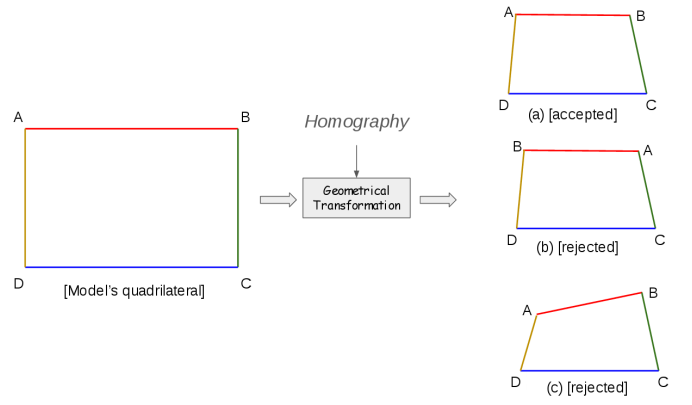 A B
D C
[Model's quadrilateral]
Homography
Geometrical
Transformation
A B
D C
(a) [accepted]
B A
D C
(b) [rejected]
A B
D C
(c) [rejected]